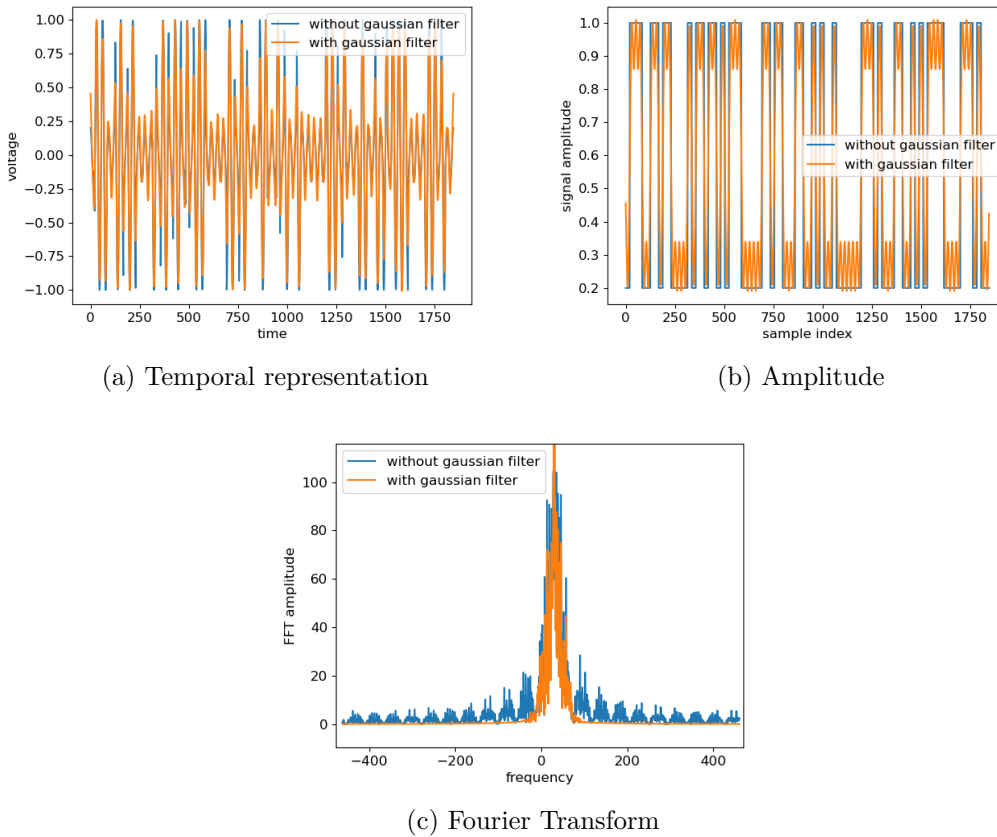 1.00
0.75
0.50
0.25
0.00
−0.25
−0.50
−0.75
−1.00
voltage
without gaussian filter
with gaussian filter
0 250 500 750 1000 1250 1500 1750
time
(a) Temporal representation
1.0
0.9
0.8
0.7
0.6
0.5
0.4
0.3
0.2
signal amplitude
without gaussian filter
with gaussian filter
0 250 500 750 1000 1250 1500 1750
sample index
(b) Amplitude
100
80
60
40
20
0
FFT amplitude
without gaussian filter
with gaussian filter
−400 −200 0 200 400
frequency
(c) Fourier Transform